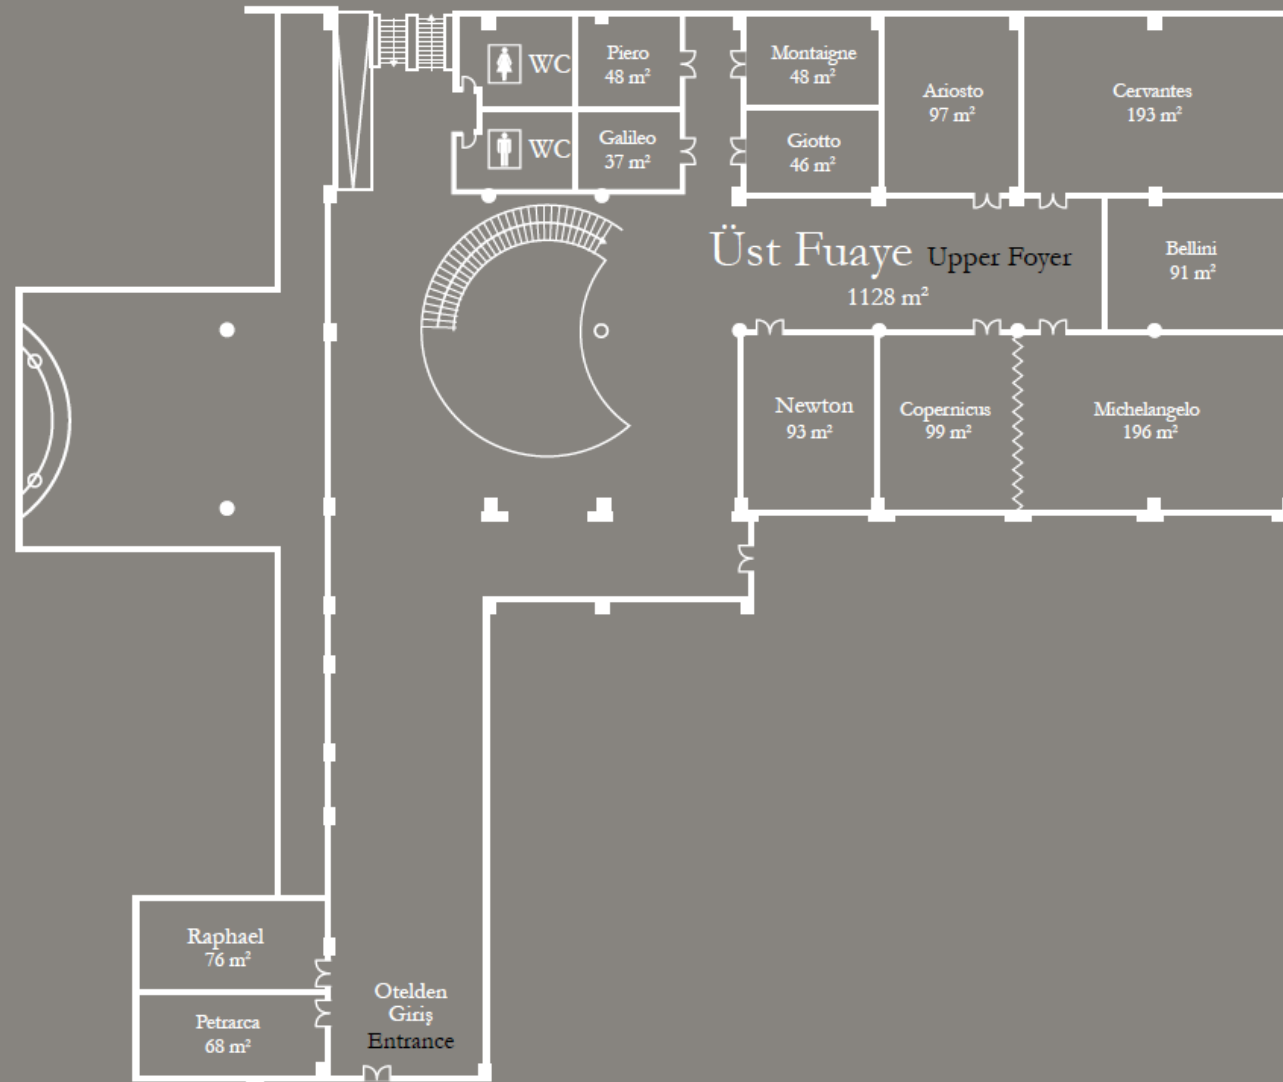 WC
Piero
48 m²
Montaigne
48 m²
Ariosto
97 m²
Cervantes
193 m²
WC
Galileo
37 m²
Giotto
46 m²
Üst Fuaye Upper Foyer
1128 m²
Bellini
91 m²
Newton
93 m²
Copernicus
99 m²
Michelangelo
196 m²
Raphael
76 m²
Petrarca
68 m²
Otelden
Giriş
Entrance